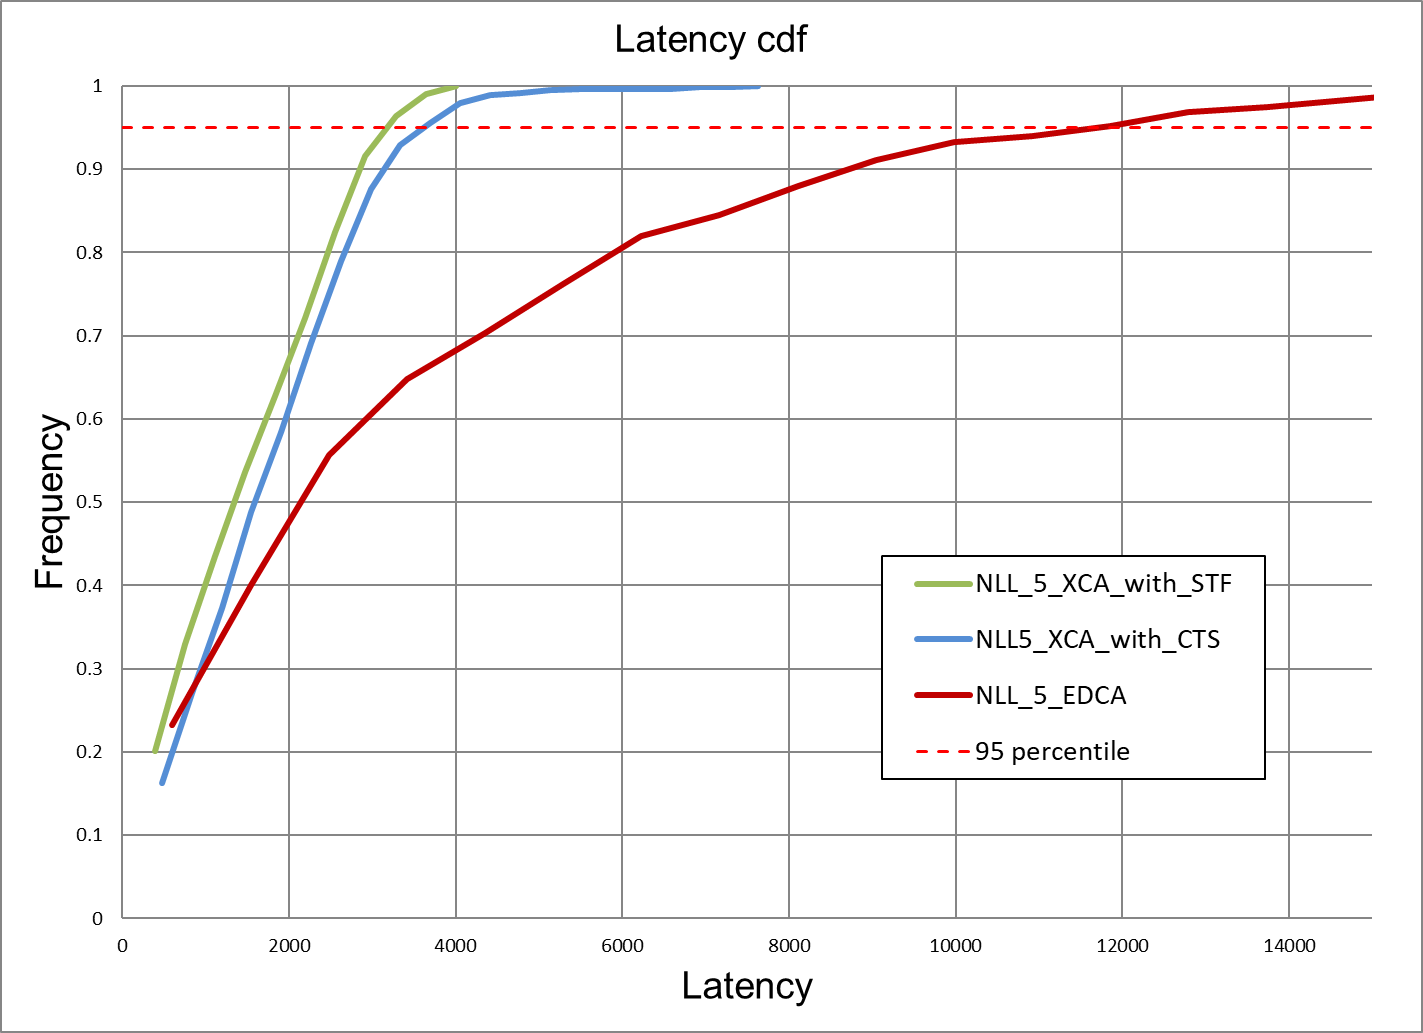 Latency cdf
1
0.9
0.8
0.7
0.6
0.5
0.4
0.3
0.2
0.1
0
Frequency
NLL_5_XCA_with_STF
NLL5_XCA_with_CTS
NLL_5_EDCA
95 percentile
0 2000 4000 6000 8000 10000 12000 14000
Latency